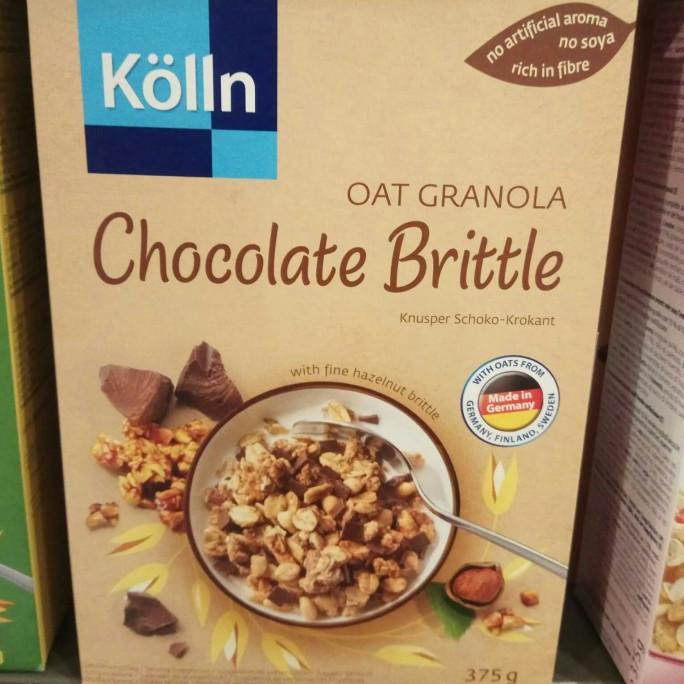 Kölln
no artificial aroma
no soya
rich in fibre
OAT GRANOLA
Chocolate Brittle
Knusper Schoko-Krokant
with fine hazelnut brittle
WITH OATS FROM
Made in
Germany
GERMANY, FINLAND, SWEDEN
375 g